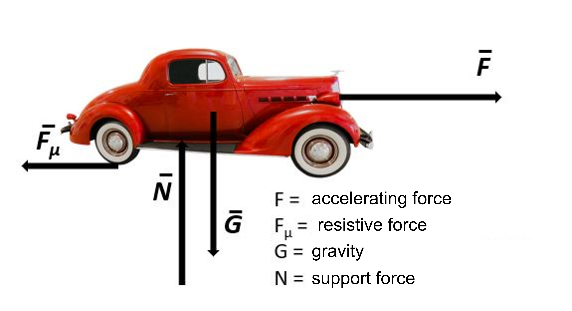 F̅
F̅μ
N̅
G̅
F = accelerating force
Fμ = resistive force
G = gravity
N = support force